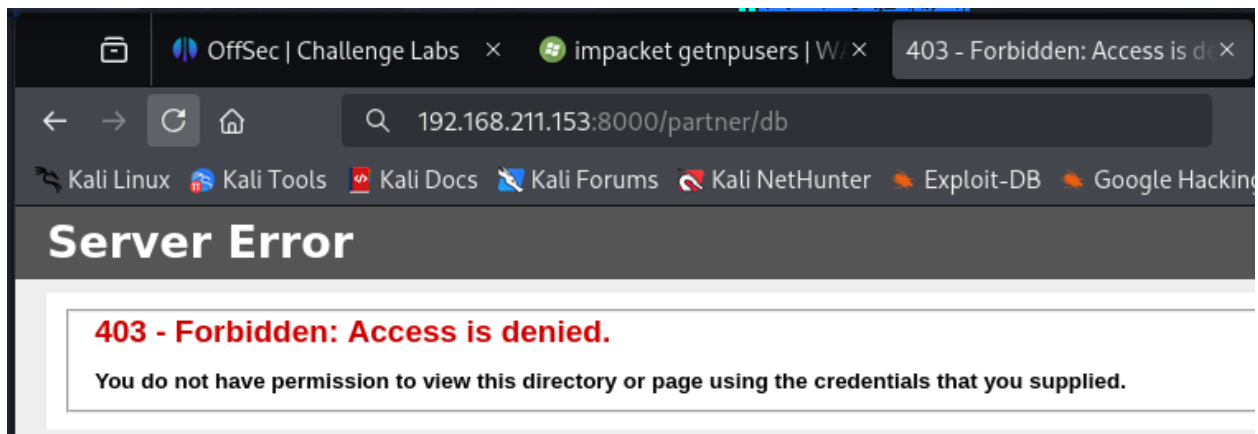 OffSec | Challenge Labs impacket getnpusers | W 403 - Forbidden: Access is de
192.168.211.153:8000/partner/db
Kali Linux Kali Tools Kali Docs Kali Forums Kali NetHunter Exploit-DB Google Hacking
Server Error
403 - Forbidden: Access is denied.
You do not have permission to view this directory or page using the credentials that you supplied.